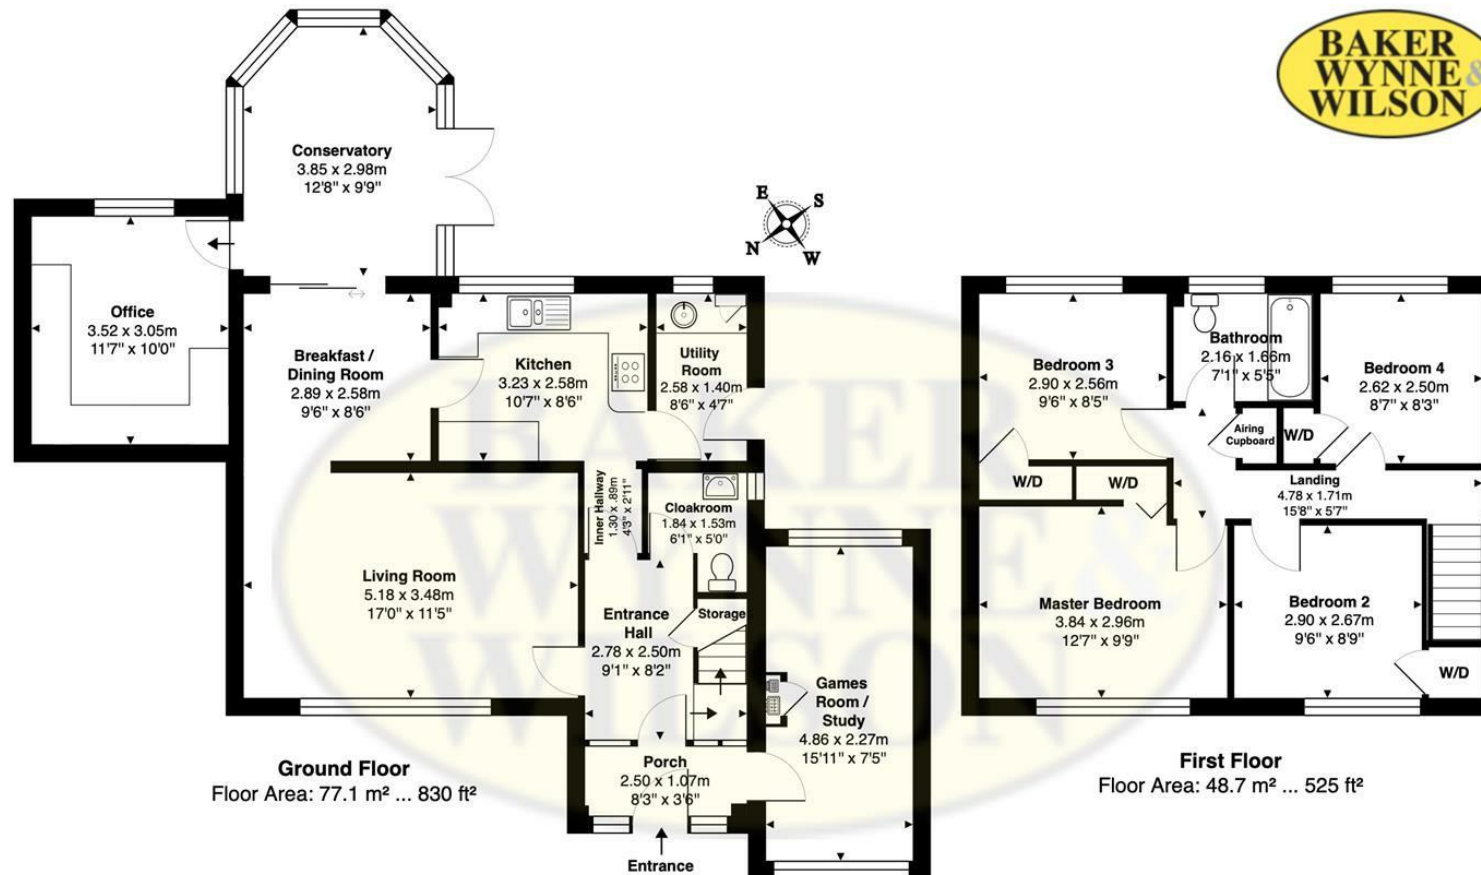 BAKER
WYNNE &
WILSON
Conservatory
3.85 x 2.98m
12'8" x 9'9"
E
S
N
W
Office
3.52 x 3.05m
11'7" x 10'0"
Breakfast /
Dining Room
2.89 x 2.58m
9'6" x 8'6"
Kitchen
3.23 x 2.58m
10'7" x 8'6"
Utility
Room
2.58 x 1.40m
8'6" x 4'7"
Inner Hallway
1.30 x .89m
4'3" x 2'11"
Cloakroom
1.84 x 1.53m
6'1" x 5'0"
Living Room
5.18 x 3.48m
17'0" x 11'5"
Entrance
Hall
2.78 x 2.50m
9'1" x 8'2"
Storage
Games
Room /
Study
4.86 x 2.27m
15'11" x 7'5"
Porch
2.50 x 1.07m
8'3" x 3'6"
Entrance
Ground Floor
Floor Area: 77.1 m² ... 830 ft²
Bedroom 3
2.90 x 2.56m
9'6" x 8'5"
Bathroom
2.16 x 1.66m
7'1" x 5'5"
Bedroom 4
2.62 x 2.50m
8'7" x 8'3"
Airing
Cupboard
W/D
W/D
W/D
Landing
4.78 x 1.71m
15'8" x 5'7"
Master Bedroom
3.84 x 2.96m
12'7" x 9'9"
Bedroom 2
2.90 x 2.67m
9'6" x 8'9"
W/D
First Floor
Floor Area: 48.7 m² ... 525 ft²
BAKER
WYNNE &
WILSON